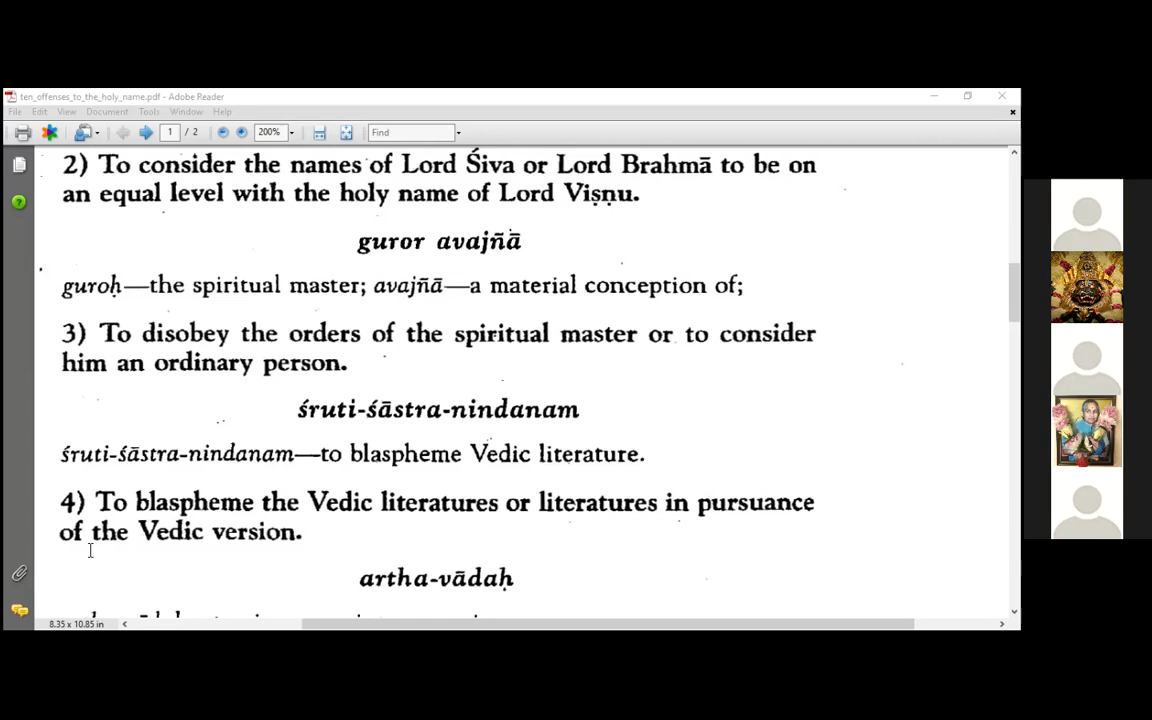 ten_offenses_to_the_holy_name.pdf - Adobe Reader
File Edit View Document Tools Window Help
1 / 2 200% Find
2) To consider the names of Lord Śiva or Lord Brahmā to be on
an equal level with the holy name of Lord Viṣṇu.
guror avajñā
guroḥ—the spiritual master; avajñā—a material conception of;
3) To disobey the orders of the spiritual master or to consider
him an ordinary person.
śruti-śāstra-nindanam
śruti-śāstra-nindanam—to blaspheme Vedic literature.
4) To blaspheme the Vedic literatures or literatures in pursuance
of the Vedic version.
artha-vādaḥ
8.35 x 10.85 in